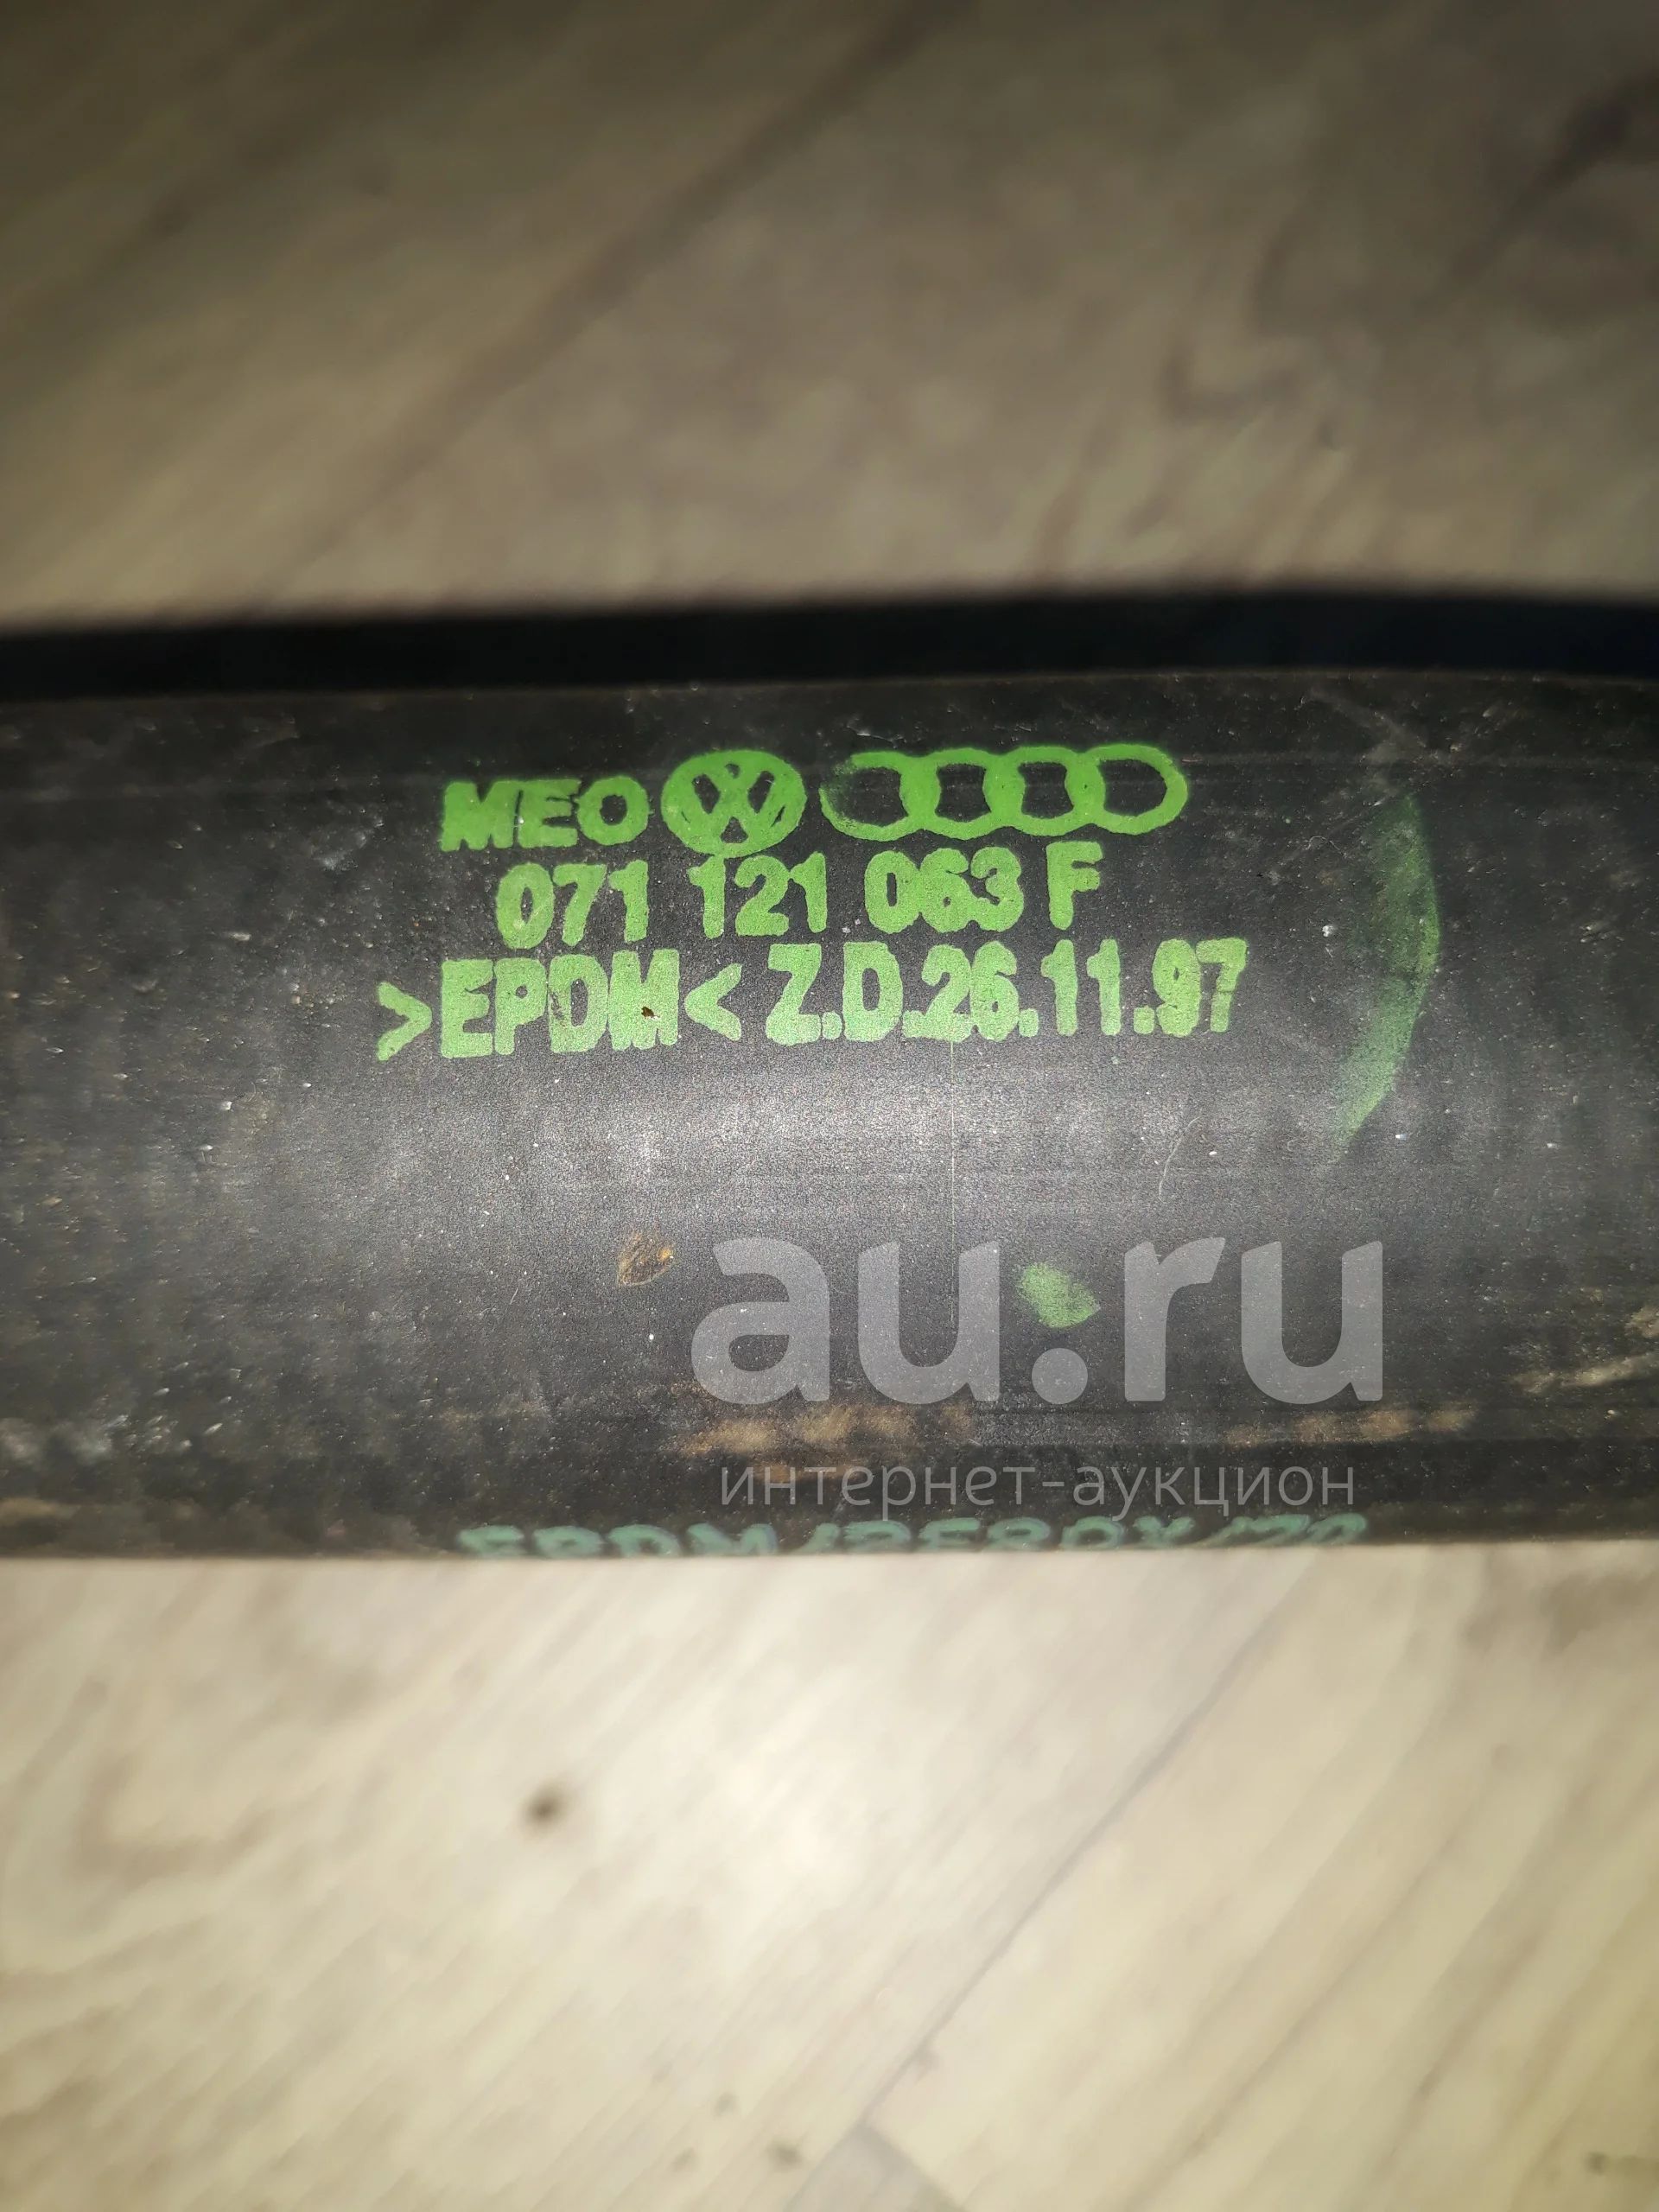 MEO
071 121 063 F
>EPDM< Z.D.26.11.97
au.ru
интернет-аукцион